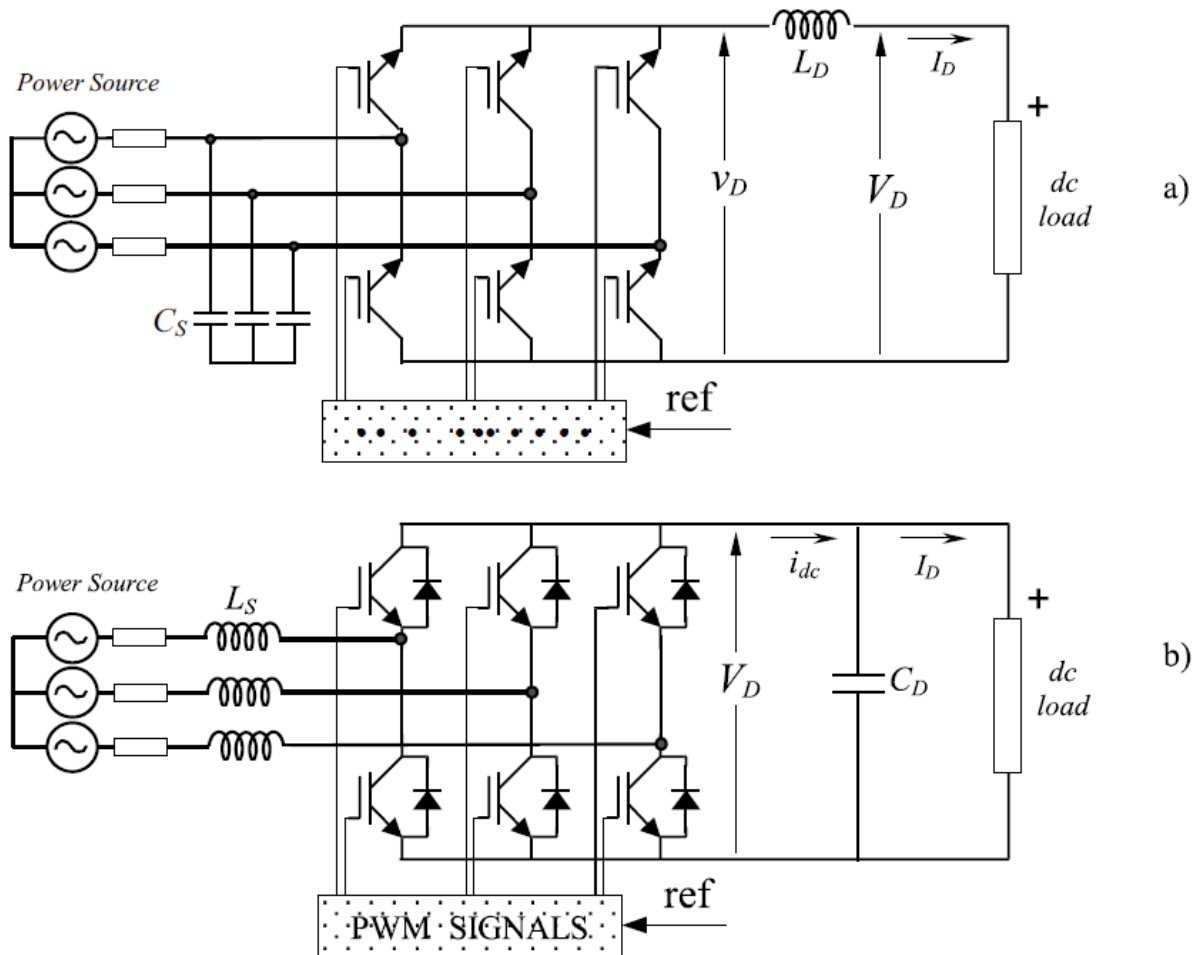 Power Source
L_D
I_D
+
v_D
V_D
dc
load
a)
C_S
ref
Power Source
L_S
i_dc
I_D
+
V_D
C_D
dc
load
b)
ref
PWM SIGNALS